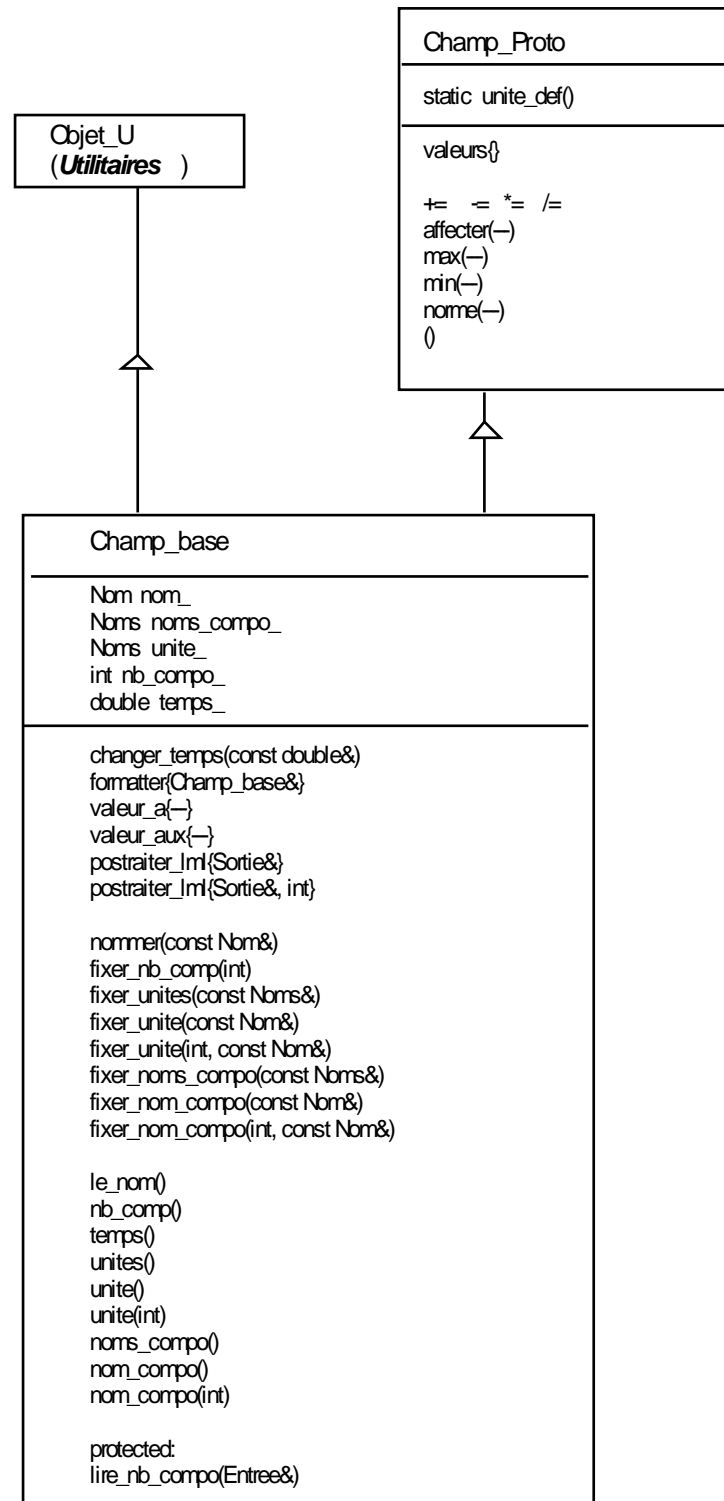 Champ_Proto
static unite_def()
valeurs{}
+= -= *= /=
affecter(---)
max(---)
min(---)
norme(---)
()
Objet_U
(Utilitaires )
Champ_base
Nom nom_
Noms noms_compo_
Noms unite_
int nb_compo_
double temps_
changer_temps(const double&)
formatter{Champ_base&}
valeur_a{---}
valeur_aux{---}
postraiter_lml{Sortie&}
postraiter_lml{Sortie&, int}
nommer(const Nom&)
fixer_nb_comp(int)
fixer_unites(const Noms&)
fixer_unite(const Nom&)
fixer_unite(int, const Nom&)
fixer_noms_compo(const Noms&)
fixer_nom_compo(const Nom&)
fixer_nom_compo(int, const Nom&)
le_nom()
nb_comp()
temps()
unites()
unite()
unite(int)
noms_compo()
nom_compo()
nom_compo(int)
protected:
lire_nb_compo(Entree&)